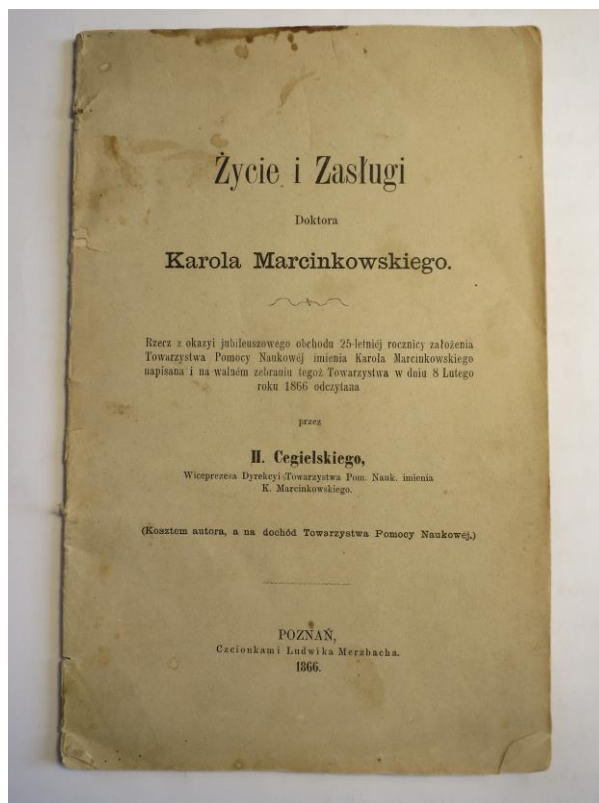 Życie i Zasługi
Doktora
Karola Marcinkowskiego.
Rzecz z okazyi jubileuszowego obchodu 25-letniéj rocznicy założenia
Towarzystwa Pomocy Naukowéj imienia Karola Marcinkowskiego
napisana i na walném zebraniu tegoż Towarzystwa w dniu 8 Lutego
roku 1866 odczytana
przez
H. Cegielskiego,
Wiceprezesa Dyrekcyi Towarzystwa Pom. Nauk. imienia
K. Marcinkowskiego.
(Kosztem autora, a na dochód Towarzystwa Pomocy Naukowéj.)
POZNAŃ,
Czcionkami Ludwika Merzbacha.
1866.